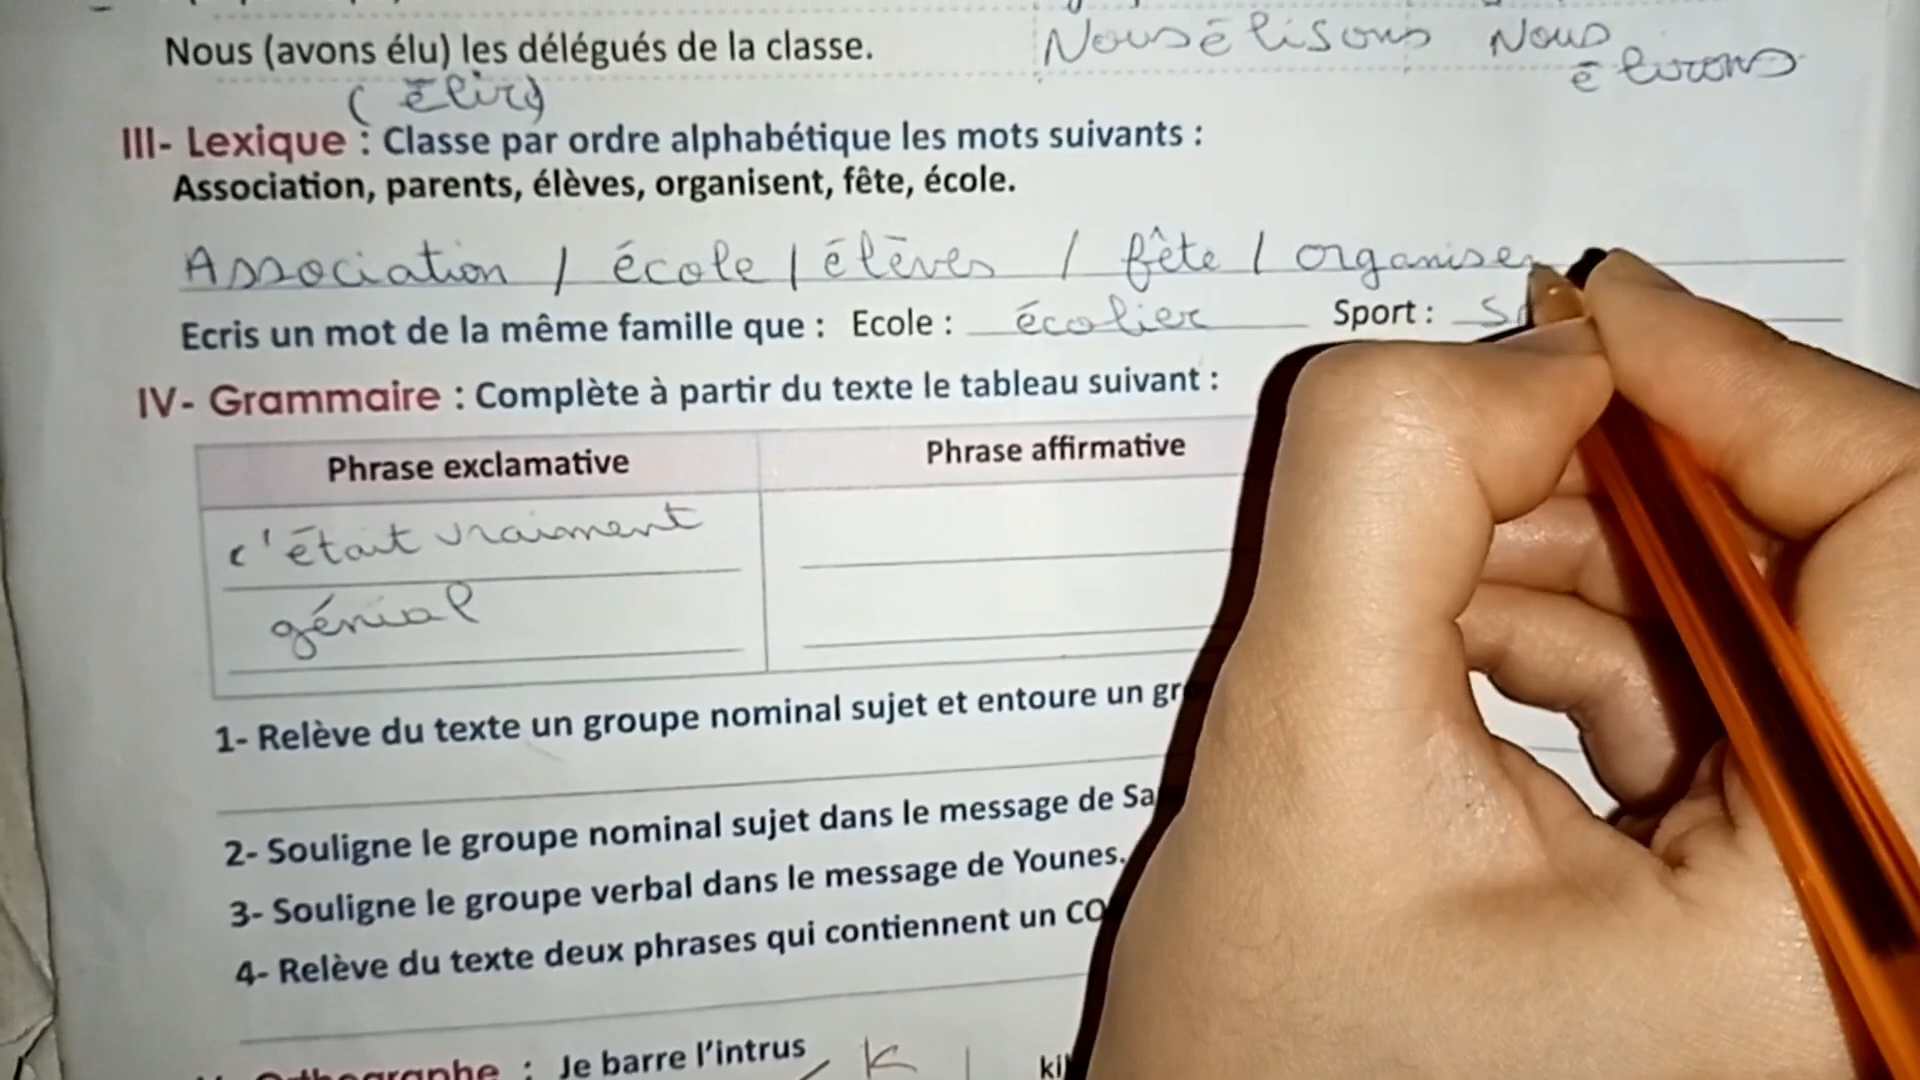 Nous (avons élu) les délégués de la classe. Nous élisons Nous élirons
( élire)
III- Lexique : Classe par ordre alphabétique les mots suivants :
Association, parents, élèves, organisent, fête, école.
Association / école / élèves / fête / organisen
Ecris un mot de la même famille que : Ecole : écolier Sport :
IV- Grammaire : Complète à partir du texte le tableau suivant :
Phrase exclamative Phrase affirmative
c'était vraiment
génial
1- Relève du texte un groupe nominal sujet et entoure un
2- Souligne le groupe nominal sujet dans le message de Sa
3- Souligne le groupe verbal dans le message de Younes.
4- Relève du texte deux phrases qui contiennent un CO
Orthographe : Je barre l'intrus K